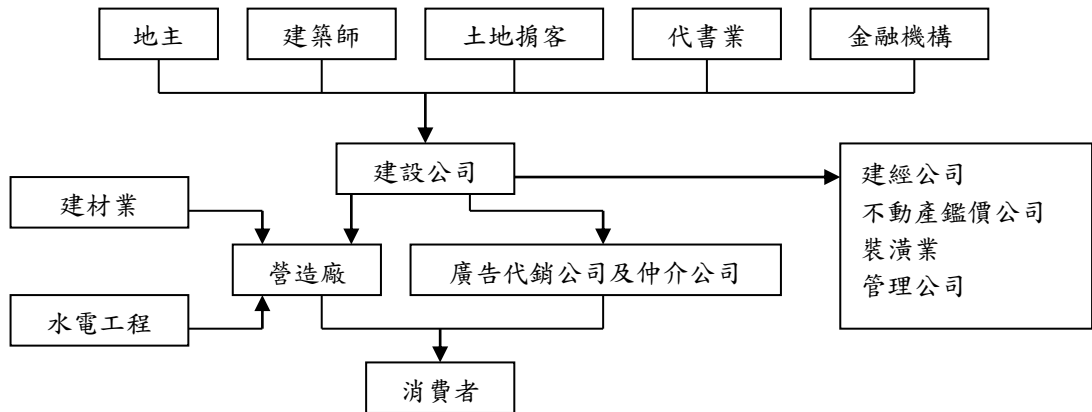 地主
建築師
土地掮客
代書業
金融機構
建設公司
建經公司
不動產鑑價公司
裝潢業
管理公司
建材業
營造廠
廣告代銷公司及仲介公司
水電工程
消費者